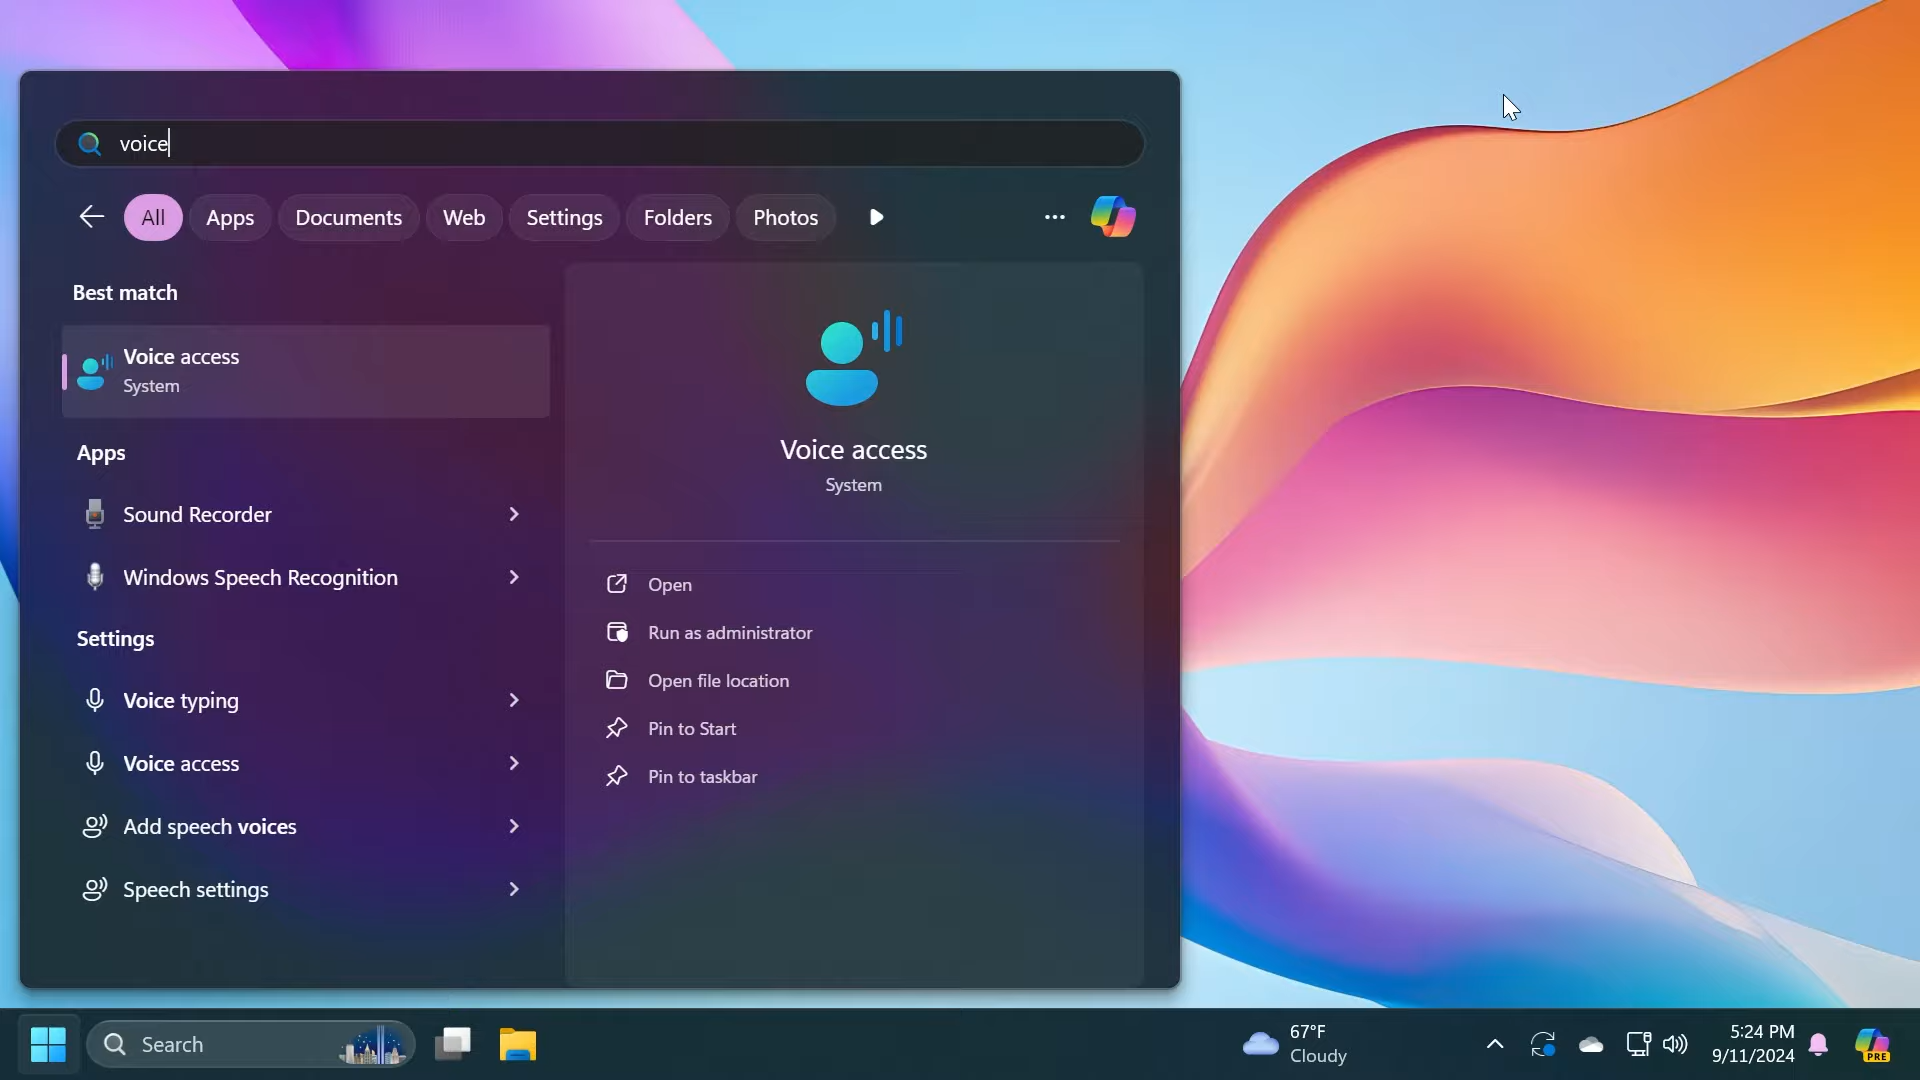 voice
All
Apps
Documents
Web
Settings
Folders
Photos
Best match
Voice access
System
Apps
Sound Recorder
Windows Speech Recognition
Settings
Voice typing
Voice access
Add speech voices
Speech settings
Voice access
System
Open
Run as administrator
Open file location
Pin to Start
Pin to taskbar
Search
67°F
Cloudy
5:24 PM
9/11/2024
PRE